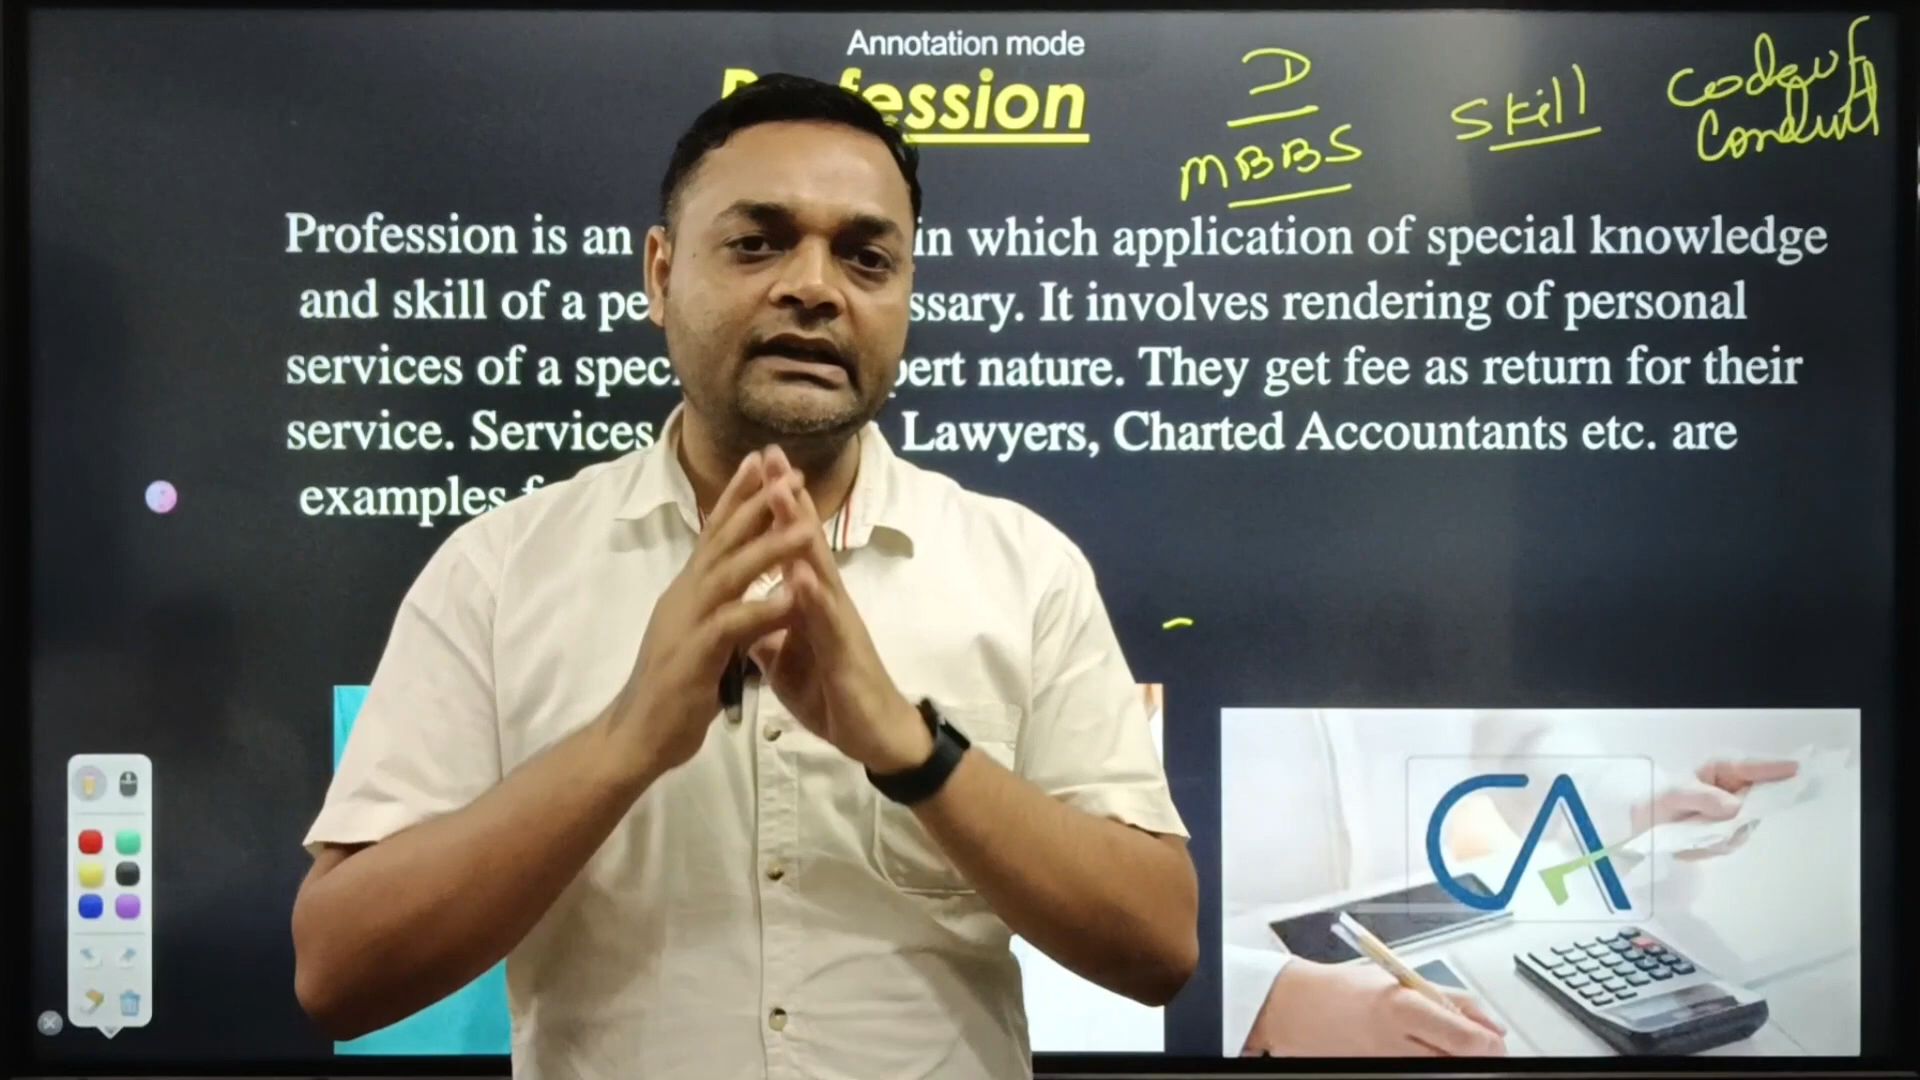 Annotation mode
ession
D
MBBS
Skill
Code of
Conduct
Profession is an in which application of special knowledge
and skill of a pe ssary. It involves rendering of personal
services of a spec pert nature. They get fee as return for their
service. Services Lawyers, Charted Accountants etc. are
examples
CA